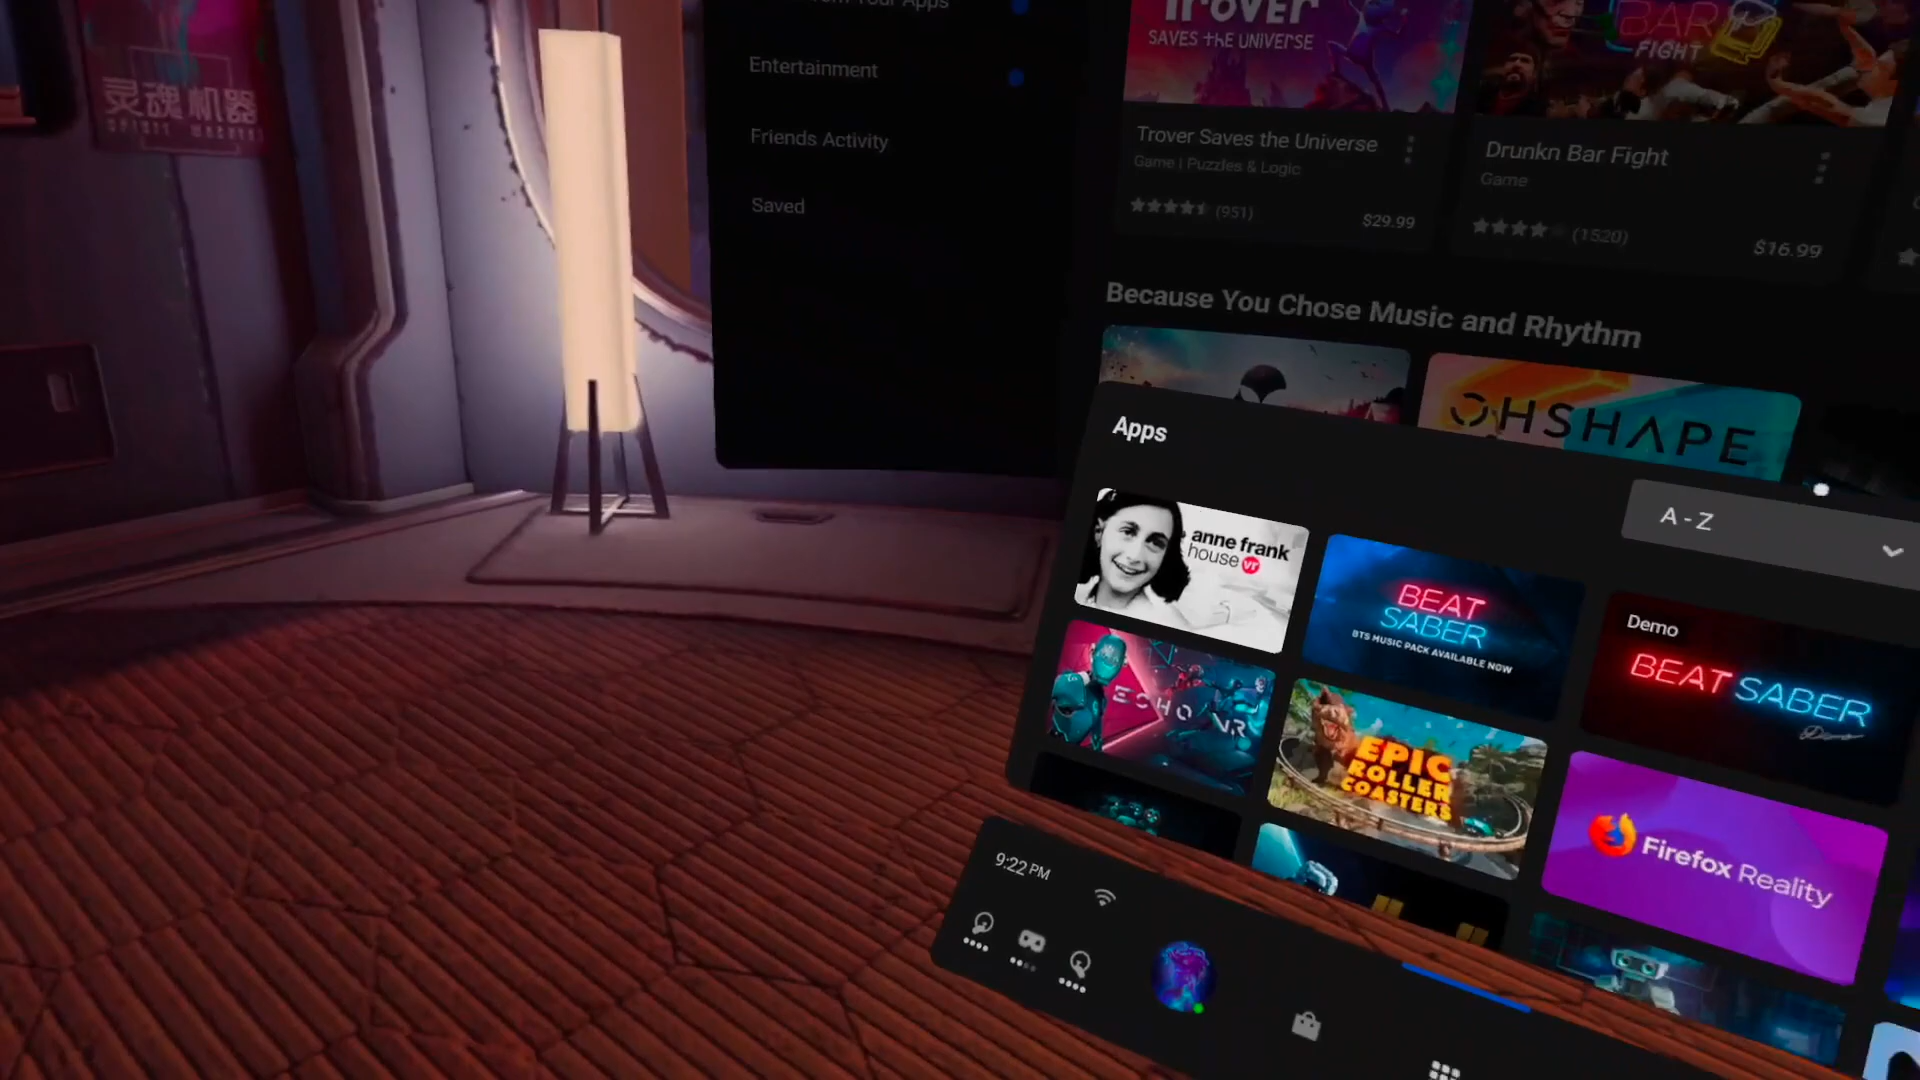 灵魂机器
Entertainment
Friends Activity
Saved
Trover
SAVES THE UNIVERSE
Trover Saves the Universe
Game | Puzzles & Logic
(951)
$29.99
BAR
FIGHT
Drunkn Bar Fight
Game
(1520)
$16.99
Because You Chose Music and Rhythm
OHSHAPE
Apps
A - Z
anne frank
house vr
BEAT
SABER
BTS MUSIC PACK AVAILABLE NOW
Demo
BEAT SABER
Demo
ECHO VR
EPIC
ROLLER
COASTERS
Firefox Reality
9:22 PM